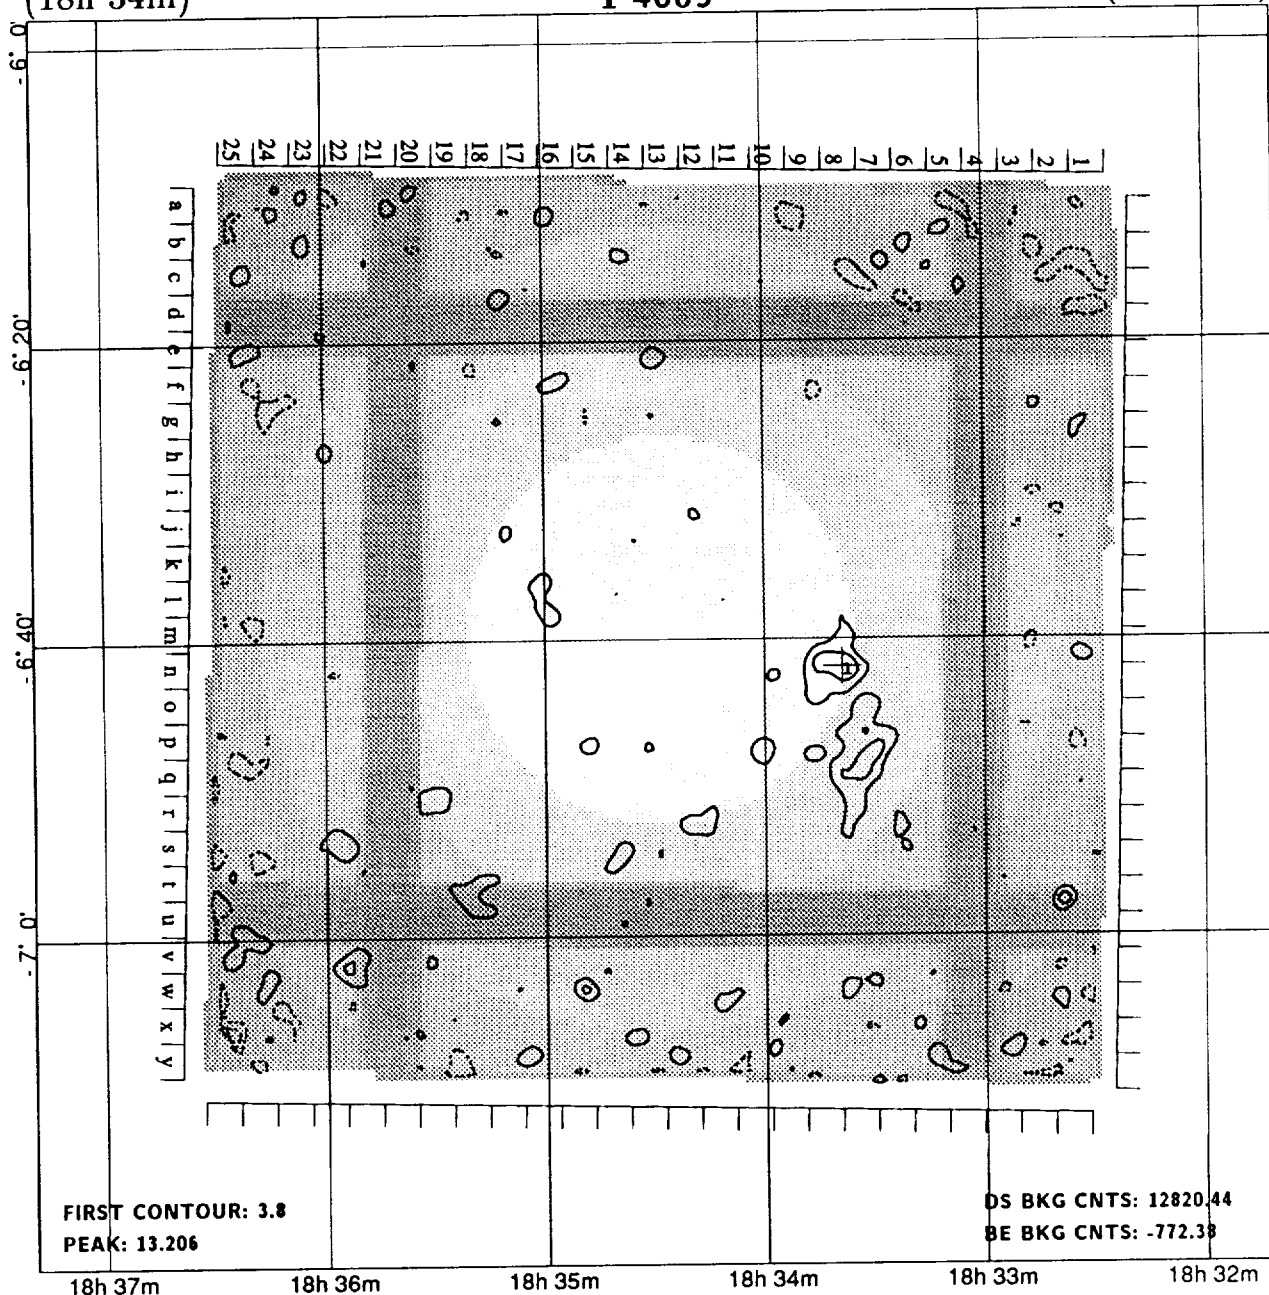 (18h 34m)
-6° 0'
25 24 23 22 21 20 19 18 17 16 15 14 13 12 11 10 9 8 7 6 5 4 3 2 1
a
b
c
d
e
f
g
h
i
j
k
l
m
n
o
p
q
r
s
t
u
v
w
x
y
-6° 20'
-6° 40'
1
-7° 0'
FIRST CONTOUR: 3.8
PEAK: 13.206
DS BKG CNTS: 12820.44
BE BKG CNTS: -772.38
18h 37m 18h 36m 18h 35m 18h 34m 18h 33m 18h 32m